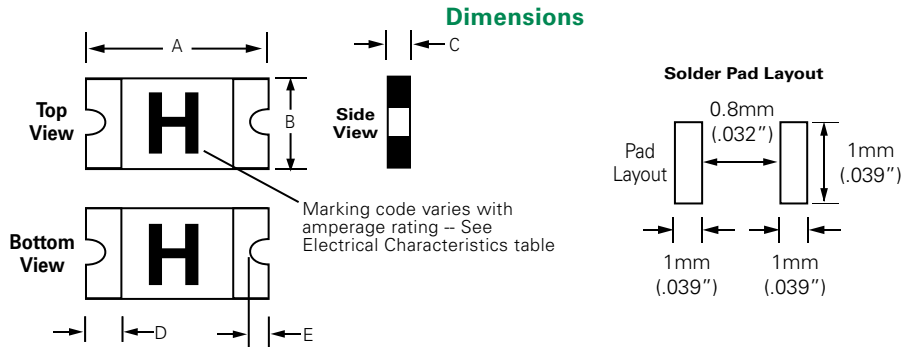 Dimensions
A
C
Top
View
H
B
Side
View
Marking code varies with
amperage rating -- See
Electrical Characteristics table
Bottom
View
H
D
E
Solder Pad Layout
0.8mm
(.032”)
Pad
Layout
1mm
(.039”)
1mm
(.039”)
1mm
(.039”)